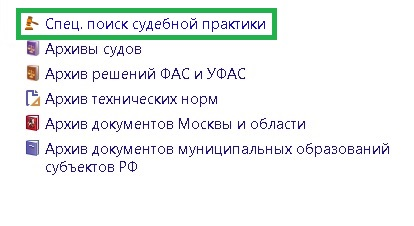 Спец. поиск судебной практики
Архивы судов
Архив решений ФАС и УФАС
Архив технических норм
Архив документов Москвы и области
Архив документов муниципальных образований
субъектов РФ